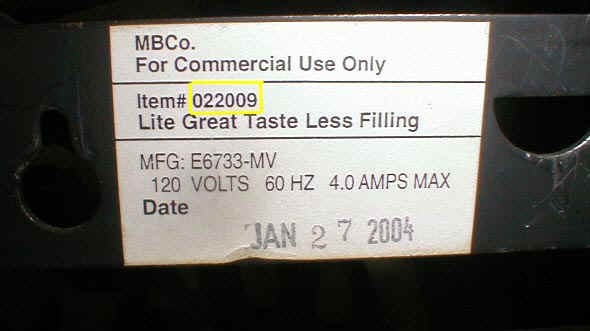 MBCo.
For Commercial Use Only
Item# 022009
Lite Great Taste Less Filling
MFG: E6733-MV
120 VOLTS 60 HZ 4.0 AMPS MAX
Date
JAN 27 2004